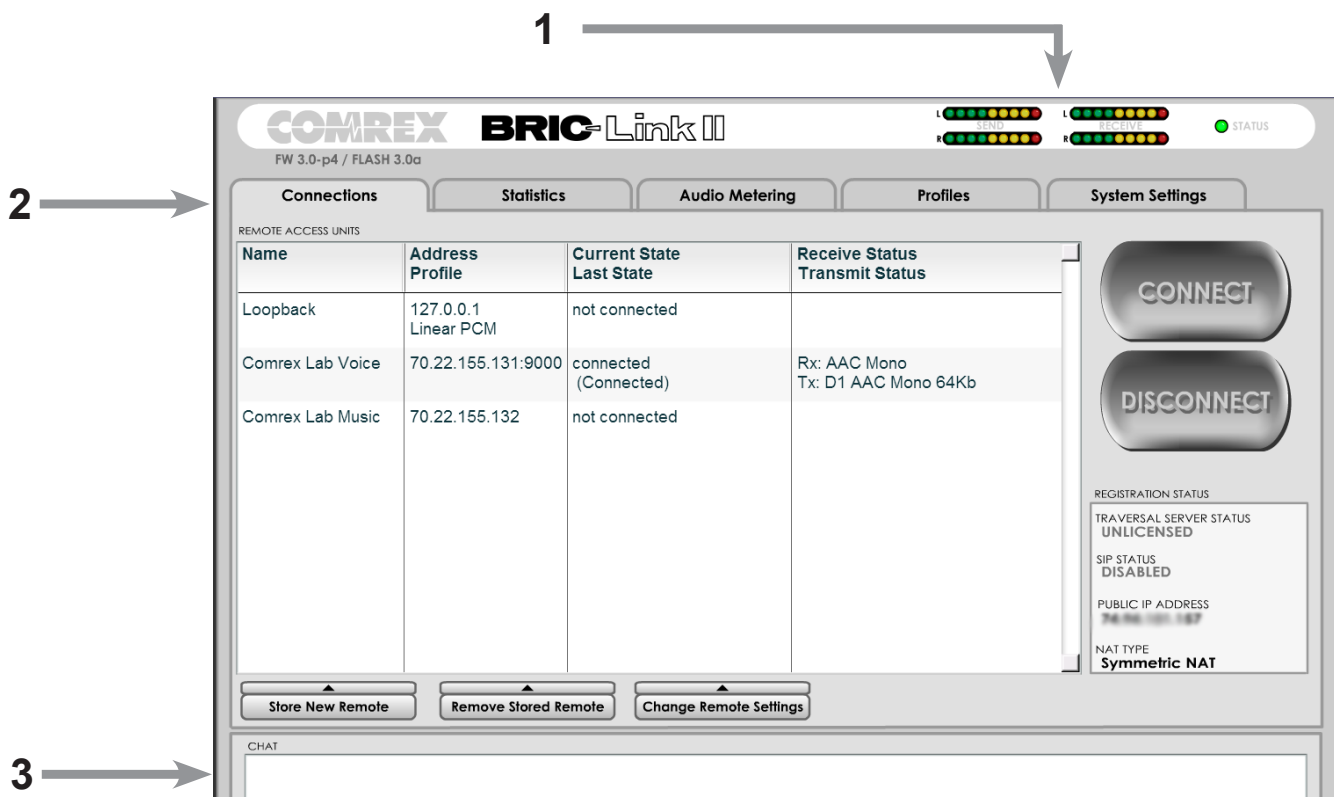 1
COMREX BRIC-Link II
L SEND
R
L RECEIVE
R
STATUS
FW 3.0-p4 / FLASH 3.0a
2
Connections Statistics Audio Metering Profiles System Settings
REMOTE ACCESS UNITS
Name Address Current State Receive Status
Profile Last State Transmit Status
Loopback 127.0.0.1 not connected
Linear PCM
Comrex Lab Voice 70.22.155.131:9000 connected Rx: AAC Mono
(Connected) Tx: D1 AAC Mono 64Kb
Comrex Lab Music 70.22.155.132 not connected
CONNECT
DISCONNECT
REGISTRATION STATUS
TRAVERSAL SERVER STATUS
UNLICENSED
SIP STATUS
DISABLED
PUBLIC IP ADDRESS
NAT TYPE
Symmetric NAT
Store New Remote Remove Stored Remote Change Remote Settings
CHAT
3